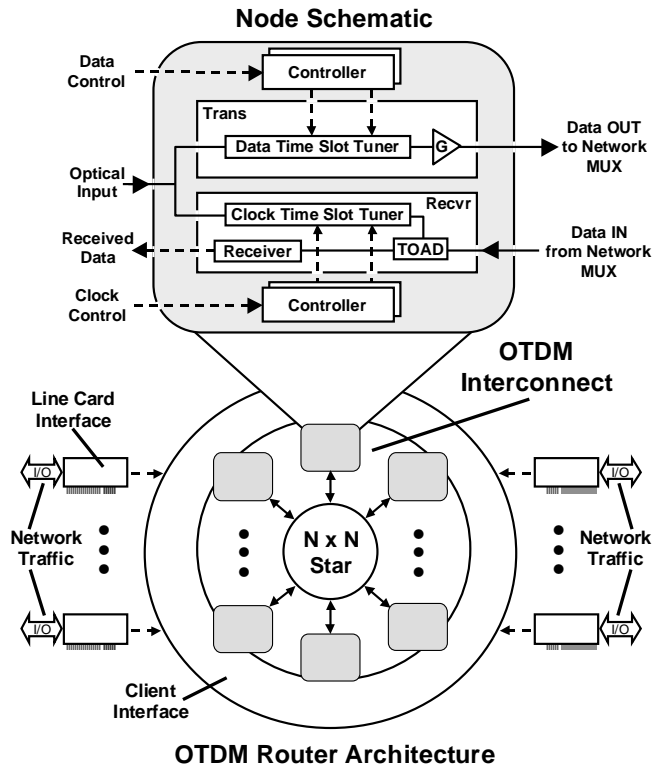 Node Schematic
Data
Control
Controller
Trans
Data Time Slot Tuner
G
Data OUT
to Network
MUX
Optical
Input
Recvr
Clock Time Slot Tuner
Received
Data
Receiver
TOAD
Data IN
from Network
MUX
Clock
Control
Controller
OTDM
Interconnect
Line Card
Interface
I/O
I/O
Network
Traffic
N x N
Star
Network
Traffic
I/O
I/O
Client
Interface
OTDM Router Architecture